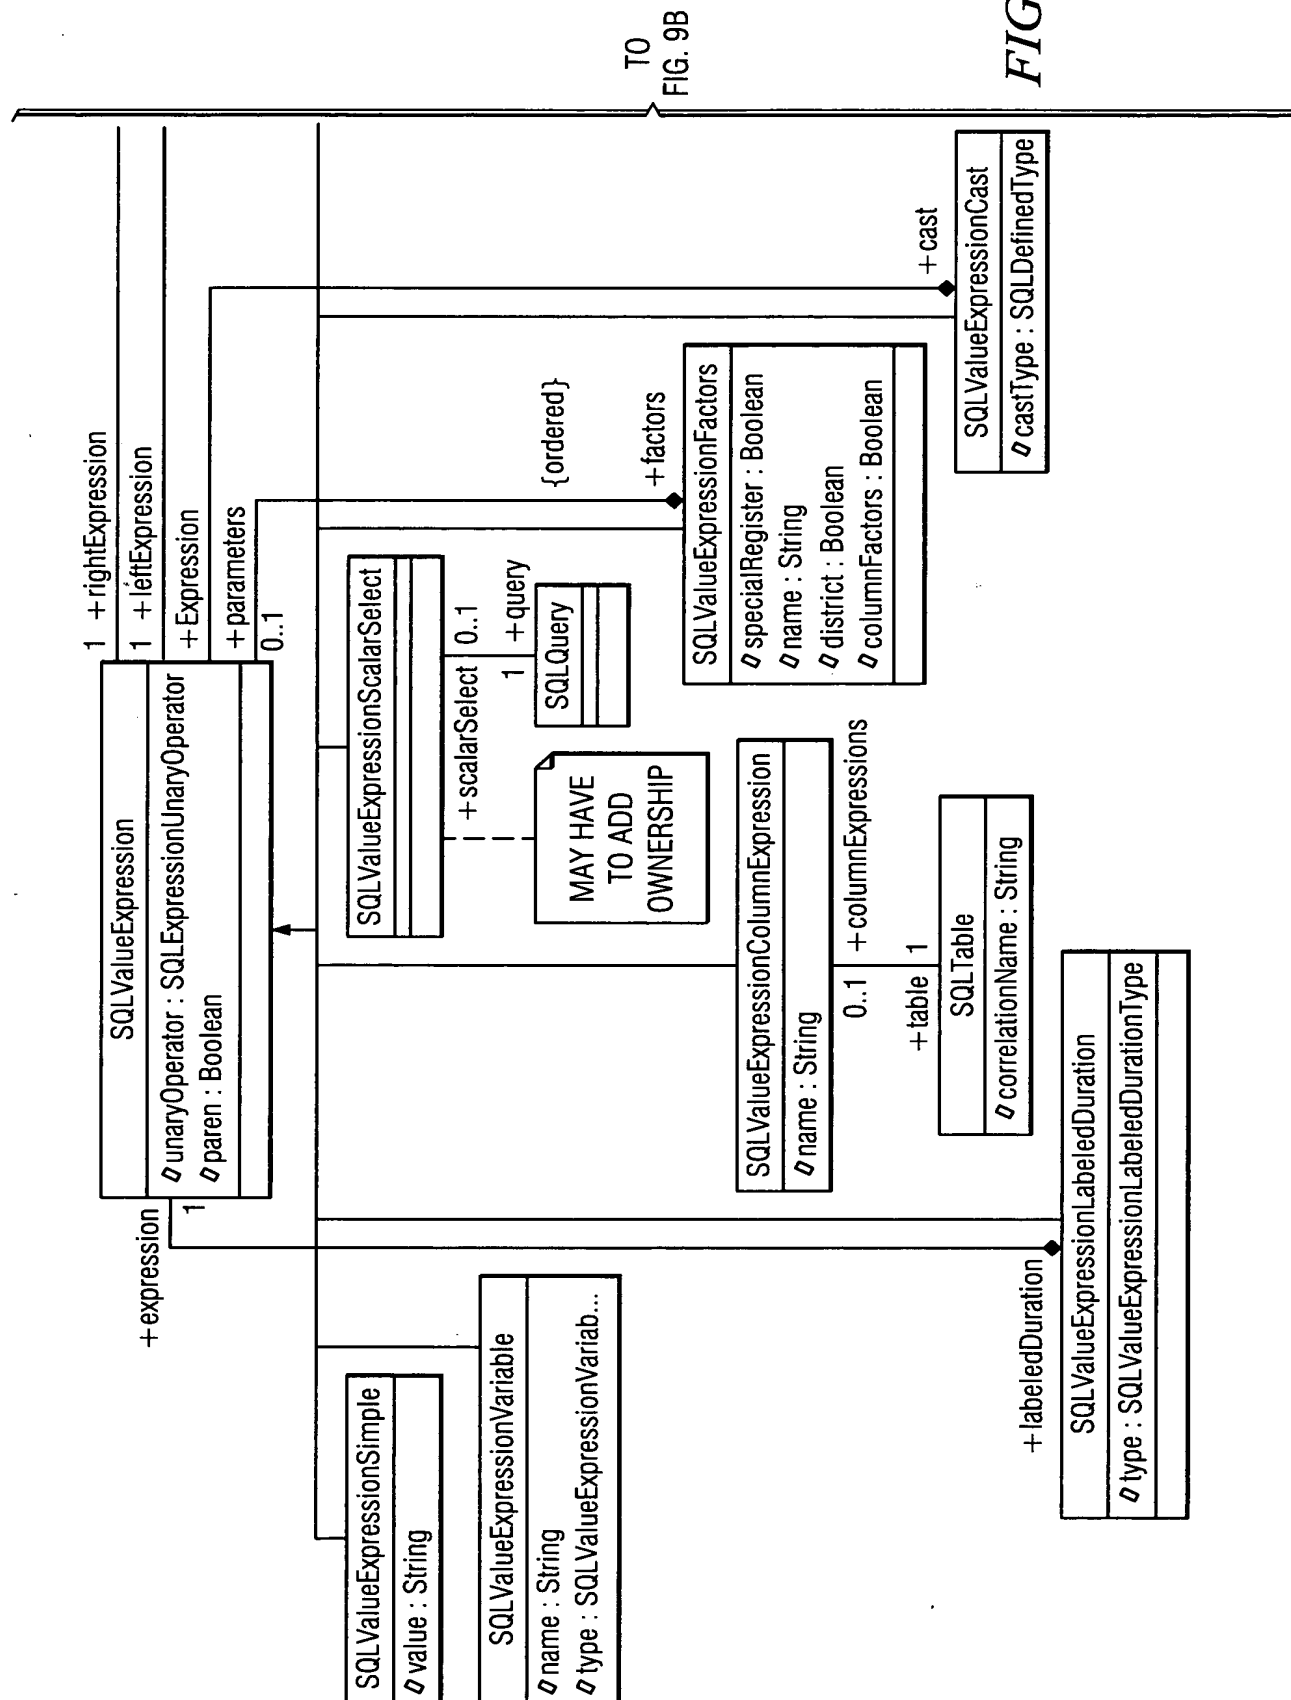 SQLValueExpression
unaryOperator : SQLExpressionUnaryOperator
paren : Boolean
+expression
1
1 +rightExpression
1 +leftExpression
+Expression
+parameters
0..1
SQLValueExpressionSimple
value : String
SQLValueExpressionVariable
name : String
type : SQLValueExpressionVariab...
SQLValueExpressionScalarSelect
+scalarSelect 0..1
1 +query
SQLQuery
MAY HAVE
TO ADD
OWNERSHIP
{ordered}
+factors
SQLValueExpressionFactors
specialRegister : Boolean
name : String
district : Boolean
columnFactors : Boolean
SQLValueExpressionColumnExpression
name : String
0..1 +columnExpressions
+table 1
SQLTable
correlationName : String
+cast
SQLValueExpressionCast
castType : SQLDefinedType
+labeledDuration
SQLValueExpressionLabeledDuration
type : SQLValueExpressionLabeledDurationType
TO
FIG. 9B
FIG